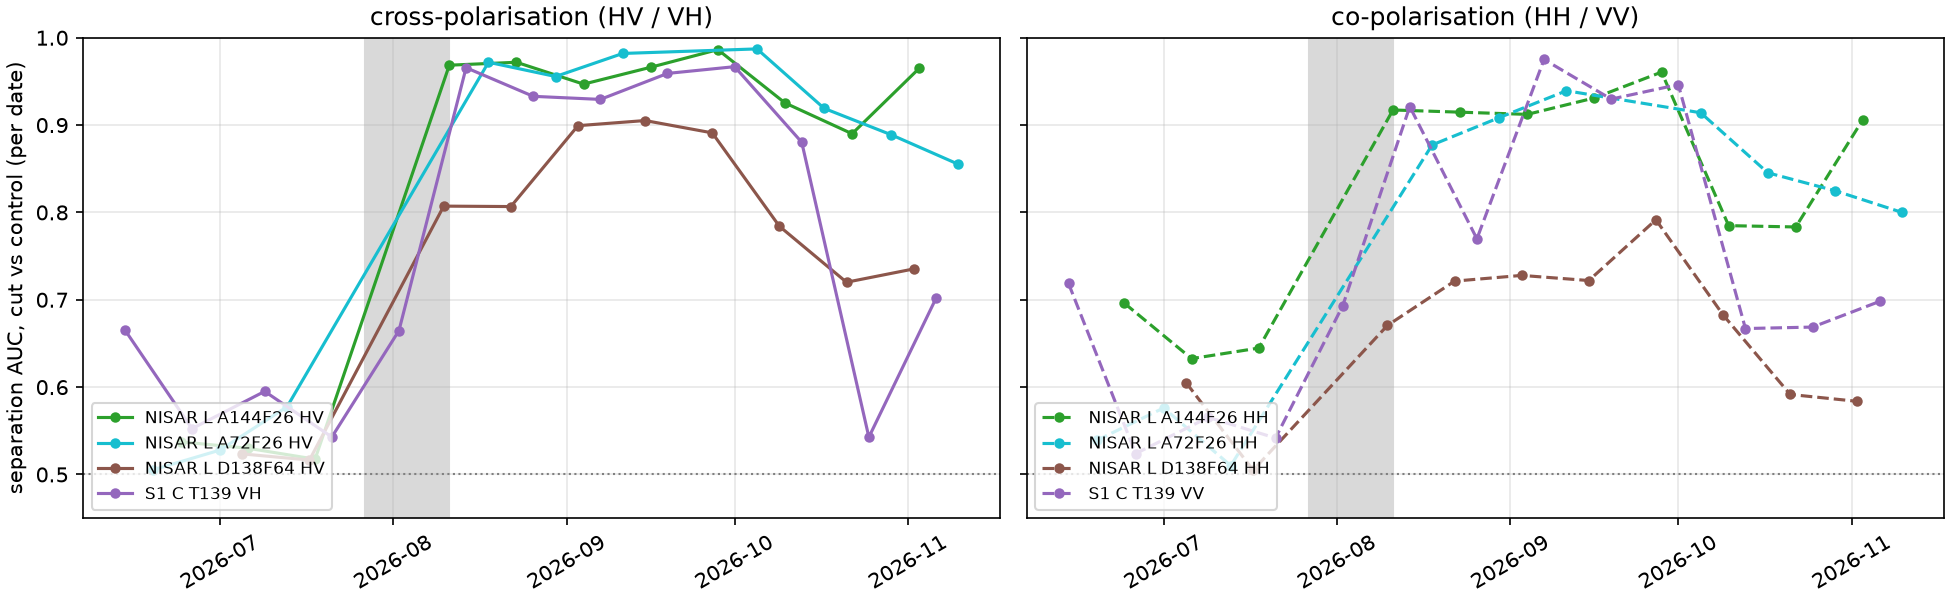 cross-polarisation (HV / VH)
co-polarisation (HH / VV)
separation AUC, cut vs control (per date)
1.0
0.9
0.8
0.7
0.6
0.5
NISAR L A144F26 HV
NISAR L A72F26 HV
NISAR L D138F64 HV
S1 C T139 VH
2026-07
2026-08
2026-09
2026-10
2026-11
NISAR L A144F26 HH
NISAR L A72F26 HH
NISAR L D138F64 HH
S1 C T139 VV
2026-07
2026-08
2026-09
2026-10
2026-11